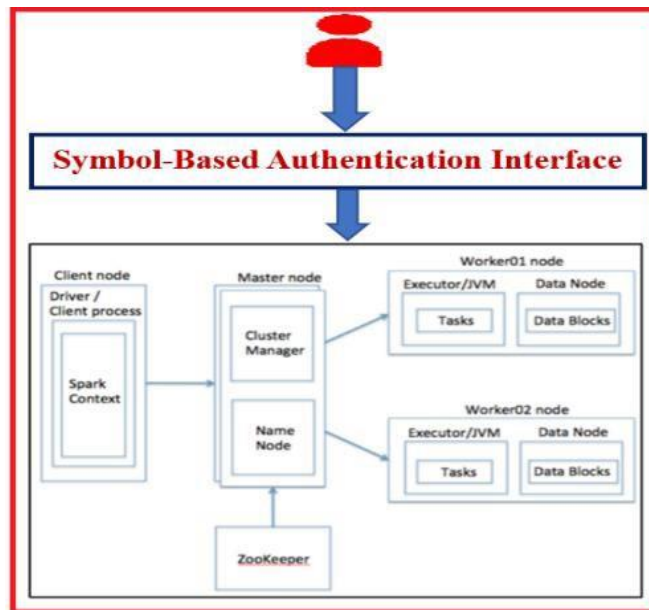 Symbol-Based Authentication Interface
Client node
Driver /
Client process
Spark
Context
Master node
Cluster
Manager
Name
Node
ZooKeeper
Worker01 node
Executor/JVM
Data Node
Tasks
Data Blocks
Worker02 node
Executor/JVM
Data Node
Tasks
Data Blocks